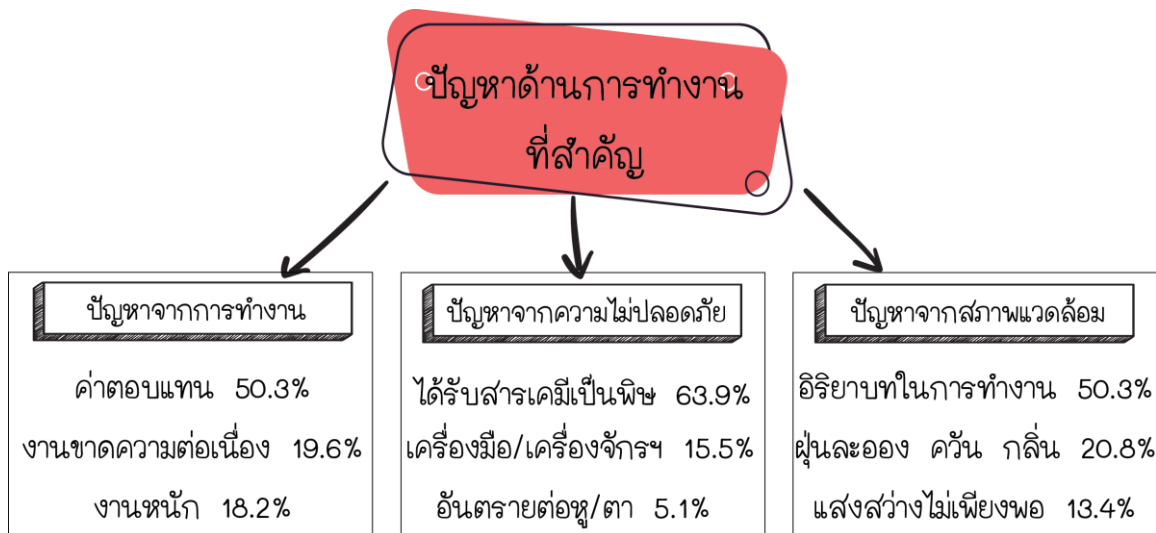 ปัญหาด้านการทำงาน
ที่สำคัญ
ปัญหาจากการทำงาน
ค่าตอบแทน 50.3%
งานขาดความต่อเนื่อง 19.6%
งานหนัก 18.2%
ปัญหาจากความไม่ปลอดภัย
ได้รับสารเคมีเป็นพิษ 63.9%
เครื่องมือ/เครื่องจักรฯ 15.5%
อันตรายต่อหู/ตา 5.1%
ปัญหาจากสภาพแวดล้อม
อิริยาบทในการทำงาน 50.3%
ฝุ่นละออง ควัน กลิ่น 20.8%
แสงสว่างไม่เพียงพอ 13.4%